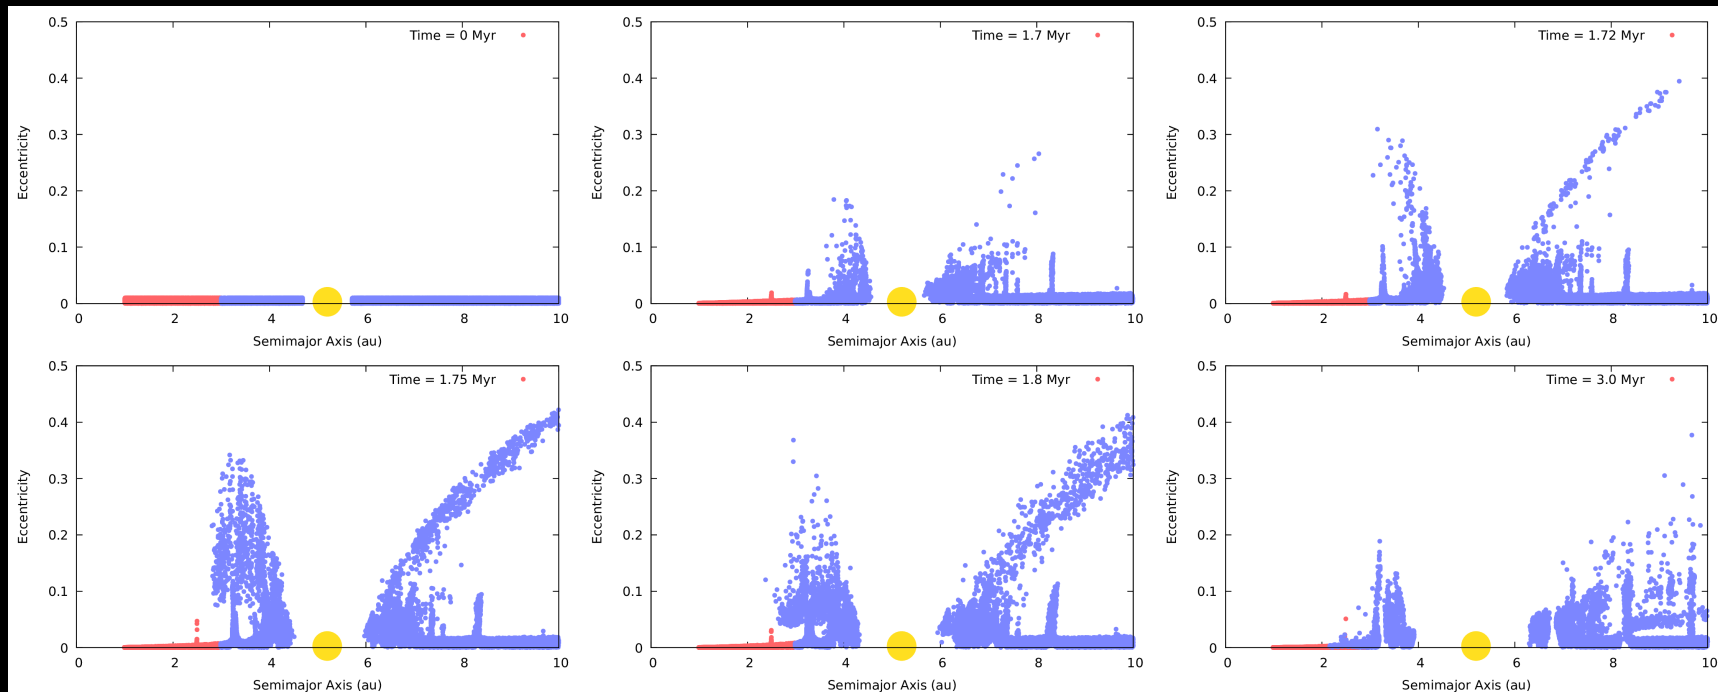 0.5
0.4
0.3
0.2
0.1
0
0 2 4 6 8 10
Eccentricity
Semimajor Axis (au)
Time = 0 Myr
0.5
0.4
0.3
0.2
0.1
0
0 2 4 6 8 10
Eccentricity
Semimajor Axis (au)
Time = 1.7 Myr
0.5
0.4
0.3
0.2
0.1
0
0 2 4 6 8 10
Eccentricity
Semimajor Axis (au)
Time = 1.72 Myr
0.5
0.4
0.3
0.2
0.1
0
0 2 4 6 8 10
Eccentricity
Semimajor Axis (au)
Time = 1.75 Myr
0.5
0.4
0.3
0.2
0.1
0
0 2 4 6 8 10
Eccentricity
Semimajor Axis (au)
Time = 1.8 Myr
0.5
0.4
0.3
0.2
0.1
0
0 2 4 6 8 10
Eccentricity
Semimajor Axis (au)
Time = 3.0 Myr